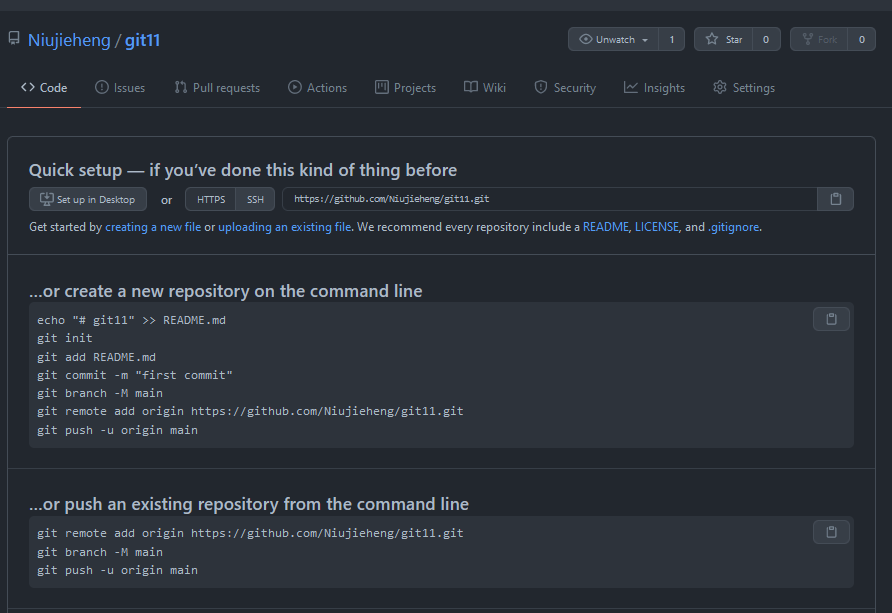 Niujieheng / git11
Unwatch 1 Star 0 Fork 0
Code Issues Pull requests Actions Projects Wiki Security Insights Settings
Quick setup — if you’ve done this kind of thing before
Set up in Desktop or HTTPS SSH https://github.com/Niujieheng/git11.git
Get started by creating a new file or uploading an existing file. We recommend every repository include a README, LICENSE, and .gitignore.
…or create a new repository on the command line
echo "# git11" >> README.md
git init
git add README.md
git commit -m "first commit"
git branch -M main
git remote add origin https://github.com/Niujieheng/git11.git
git push -u origin main
…or push an existing repository from the command line
git remote add origin https://github.com/Niujieheng/git11.git
git branch -M main
git push -u origin main